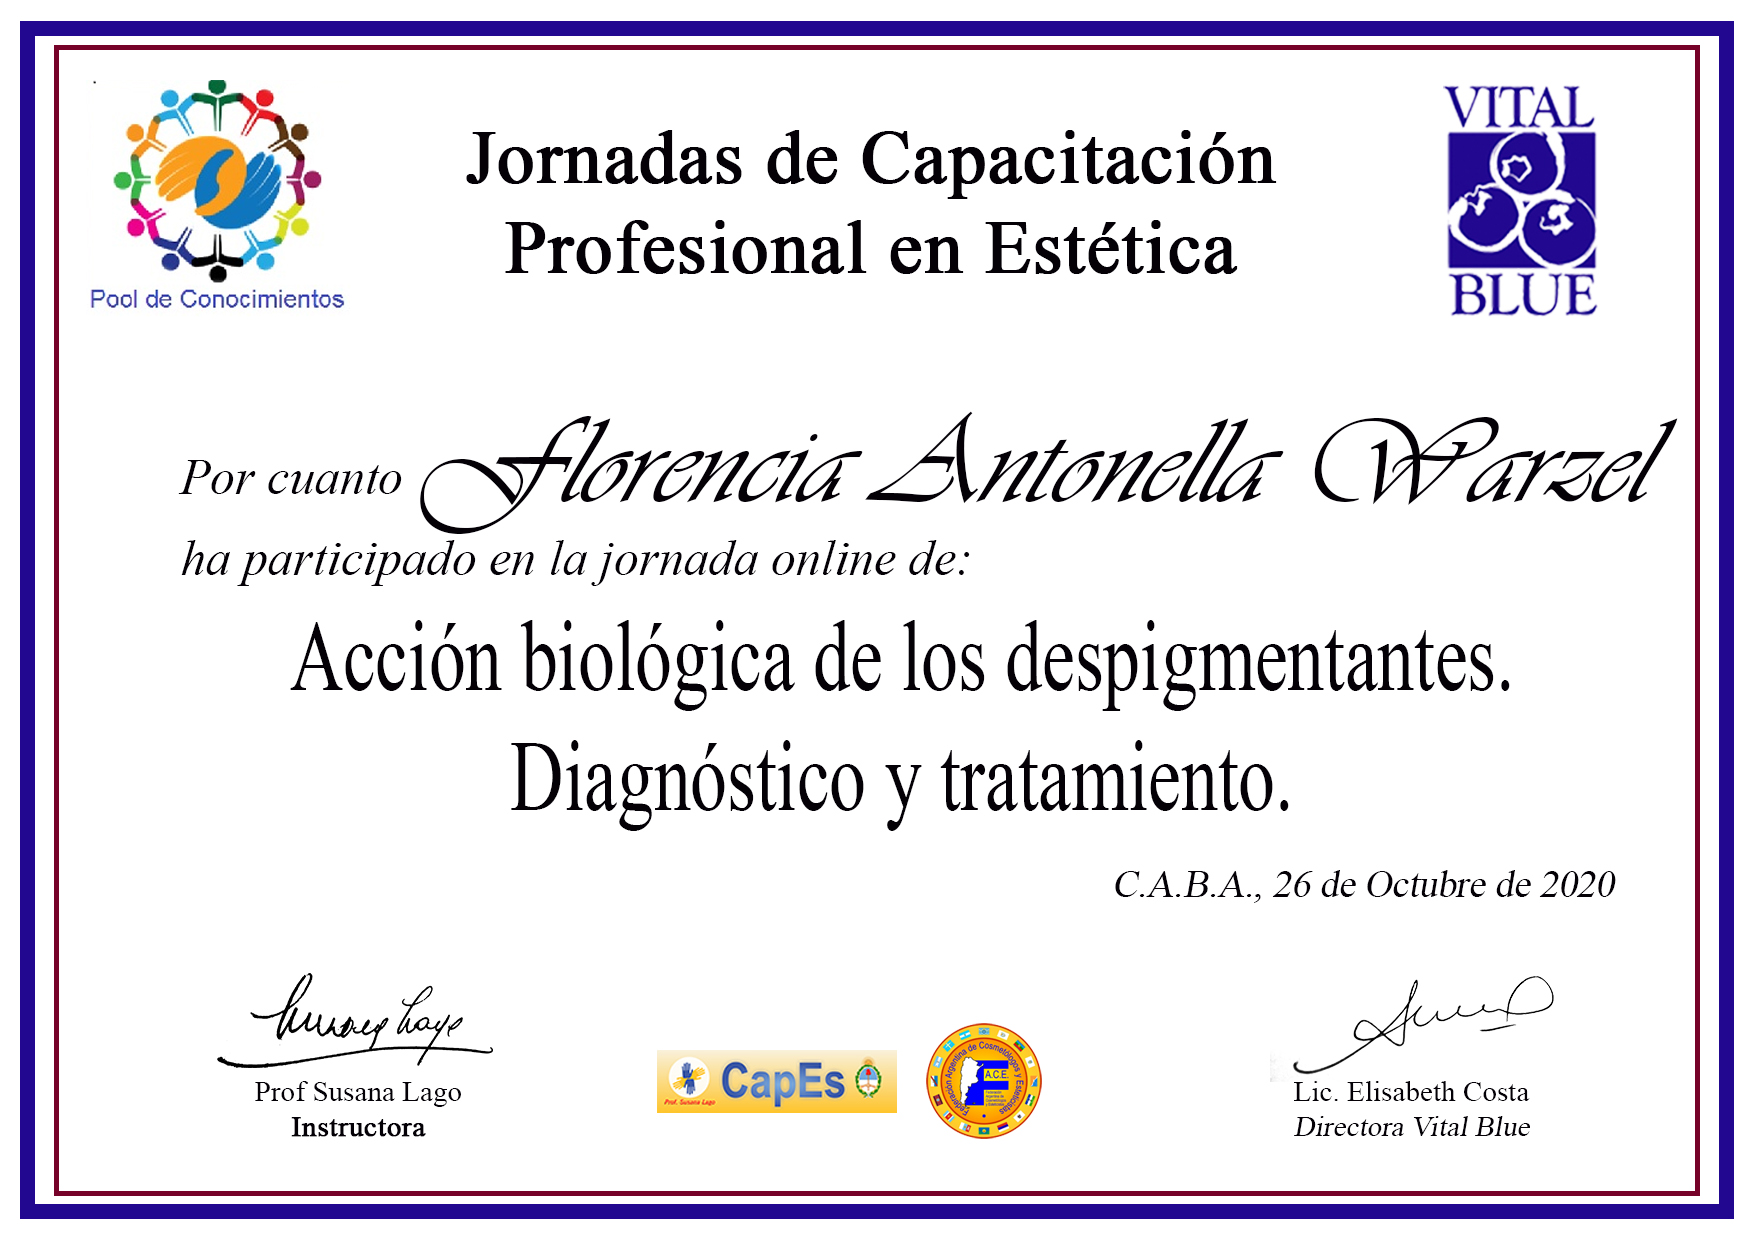 Jornadas de Capacitación
Profesional en Estética
Pool de Conocimientos
VITAL
BLUE
Por cuanto Florencia Antonella Warzel
ha participado en la jornada online de:
Acción biológica de los despigmentantes.
Diagnóstico y tratamiento.
C.A.B.A., 26 de Octubre de 2020
Prof Susana Lago
Instructora
Prof. Susana Lago
CapEs
Federación Argentina de Cosmetólogos y Esteticistas
A.C.E.
Lic. Elisabeth Costa
Directora Vital Blue